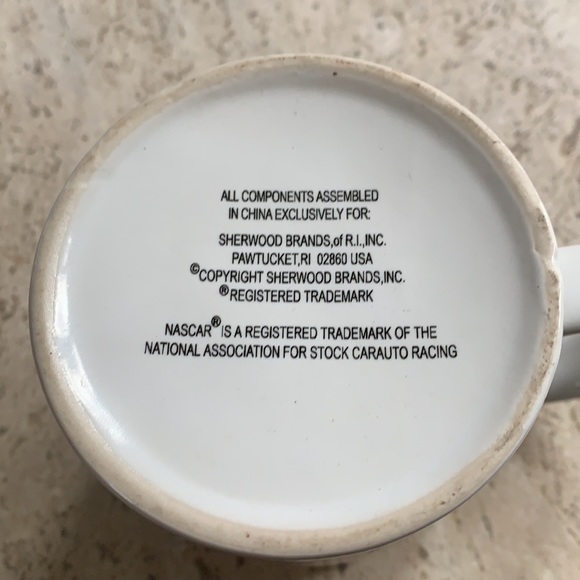 ALL COMPONENTS ASSEMBLED
IN CHINA EXCLUSIVELY FOR:
SHERWOOD BRANDS,of R.I.,INC.
PAWTUCKET,RI 02860 USA
©COPYRIGHT SHERWOOD BRANDS,INC.
®REGISTERED TRADEMARK
NASCAR® IS A REGISTERED TRADEMARK OF THE
NATIONAL ASSOCIATION FOR STOCK CARAUTO RACING